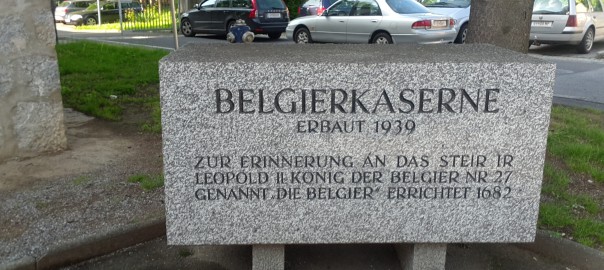 BELGIERKASERNE
ERBAUT 1939
ZUR ERINNERUNG AN DAS STEIR IR
LEOPOLD II KÖNIG DER BELGIER NR 27
GENANNT „DIE BELGIER" ERRICHTET 1682